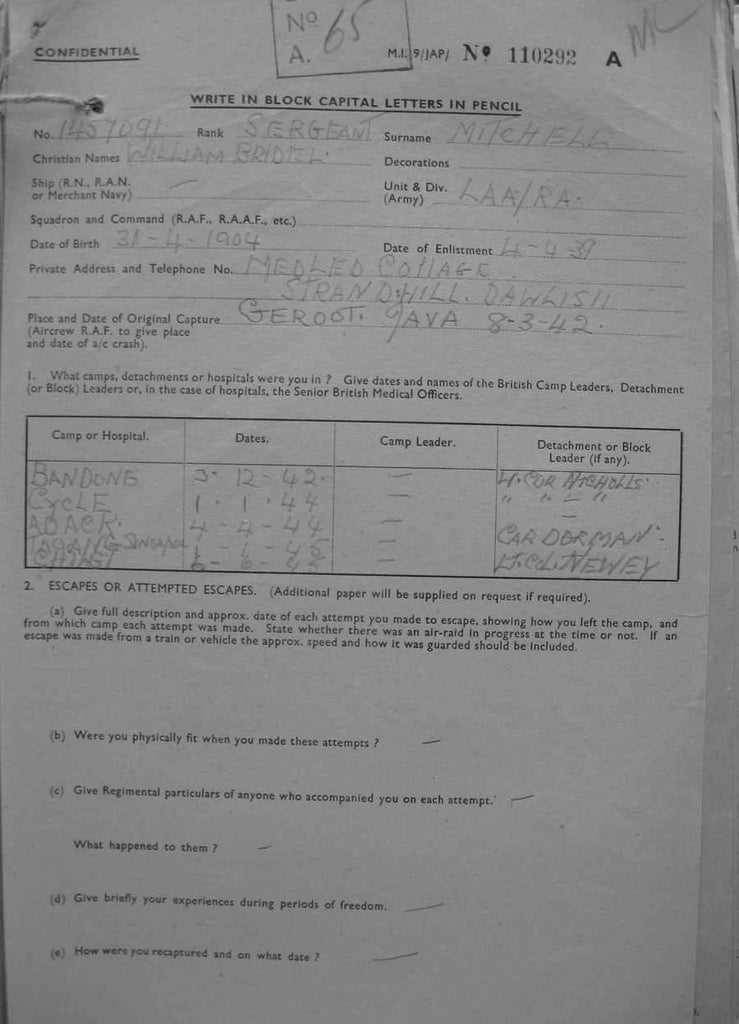 No
A. 65
CONFIDENTIAL
M.I. 9/JAP/ No 110292 A
WRITE IN BLOCK CAPITAL LETTERS IN PENCIL
No. 1457091. Rank SERGEANT Surname MITCHELL
Christian Names WILLIAM BRIDEL. Decorations
Ship (R.N., R.A.N. or Merchant Navy) —
Unit & Div. (Army) LAA/RA.
Squadron and Command (R.A.F., R.A.A.F., etc.)
Date of Birth -4-1904 Date of Enlistment 4-4-39
Private Address and Telephone No. COTTAGE
STRAND HILL. DAWLISH
Place and Date of Original Capture GEROOT. JAVA 8-3-42.
(Aircrew R.A.F. to give place
and date of a/c crash).
1. What camps, detachments or hospitals were you in ? Give dates and names of the British Camp Leaders, Detachment
(or Block) Leaders or, in the case of hospitals, the Senior British Medical Officers.
Camp or Hospital. Dates. Camp Leader. Detachment or Block
Leader (if any).
BANDONG 3-12-42. — W. CDR NICHOLLS.
CYCLE 1.1.44 — " " — "
4-4-44 —
SINGAPORE -45 —
6-6-45 — LT. COL. NEWEY
2. ESCAPES OR ATTEMPTED ESCAPES. (Additional paper will be supplied on request if required).
(a) Give full description and approx. date of each attempt you made to escape, showing how you left the camp, and
from which camp each attempt was made. State whether there was an air-raid in progress at the time or not. If an
escape was made from a train or vehicle the approx. speed and how it was guarded should be included.
(b) Were you physically fit when you made these attempts ? —
(c) Give Regimental particulars of anyone who accompanied you on each attempt. —
What happened to them ? —
(d) Give briefly your experiences during periods of freedom. —
(e) How were you recaptured and on what date ? —